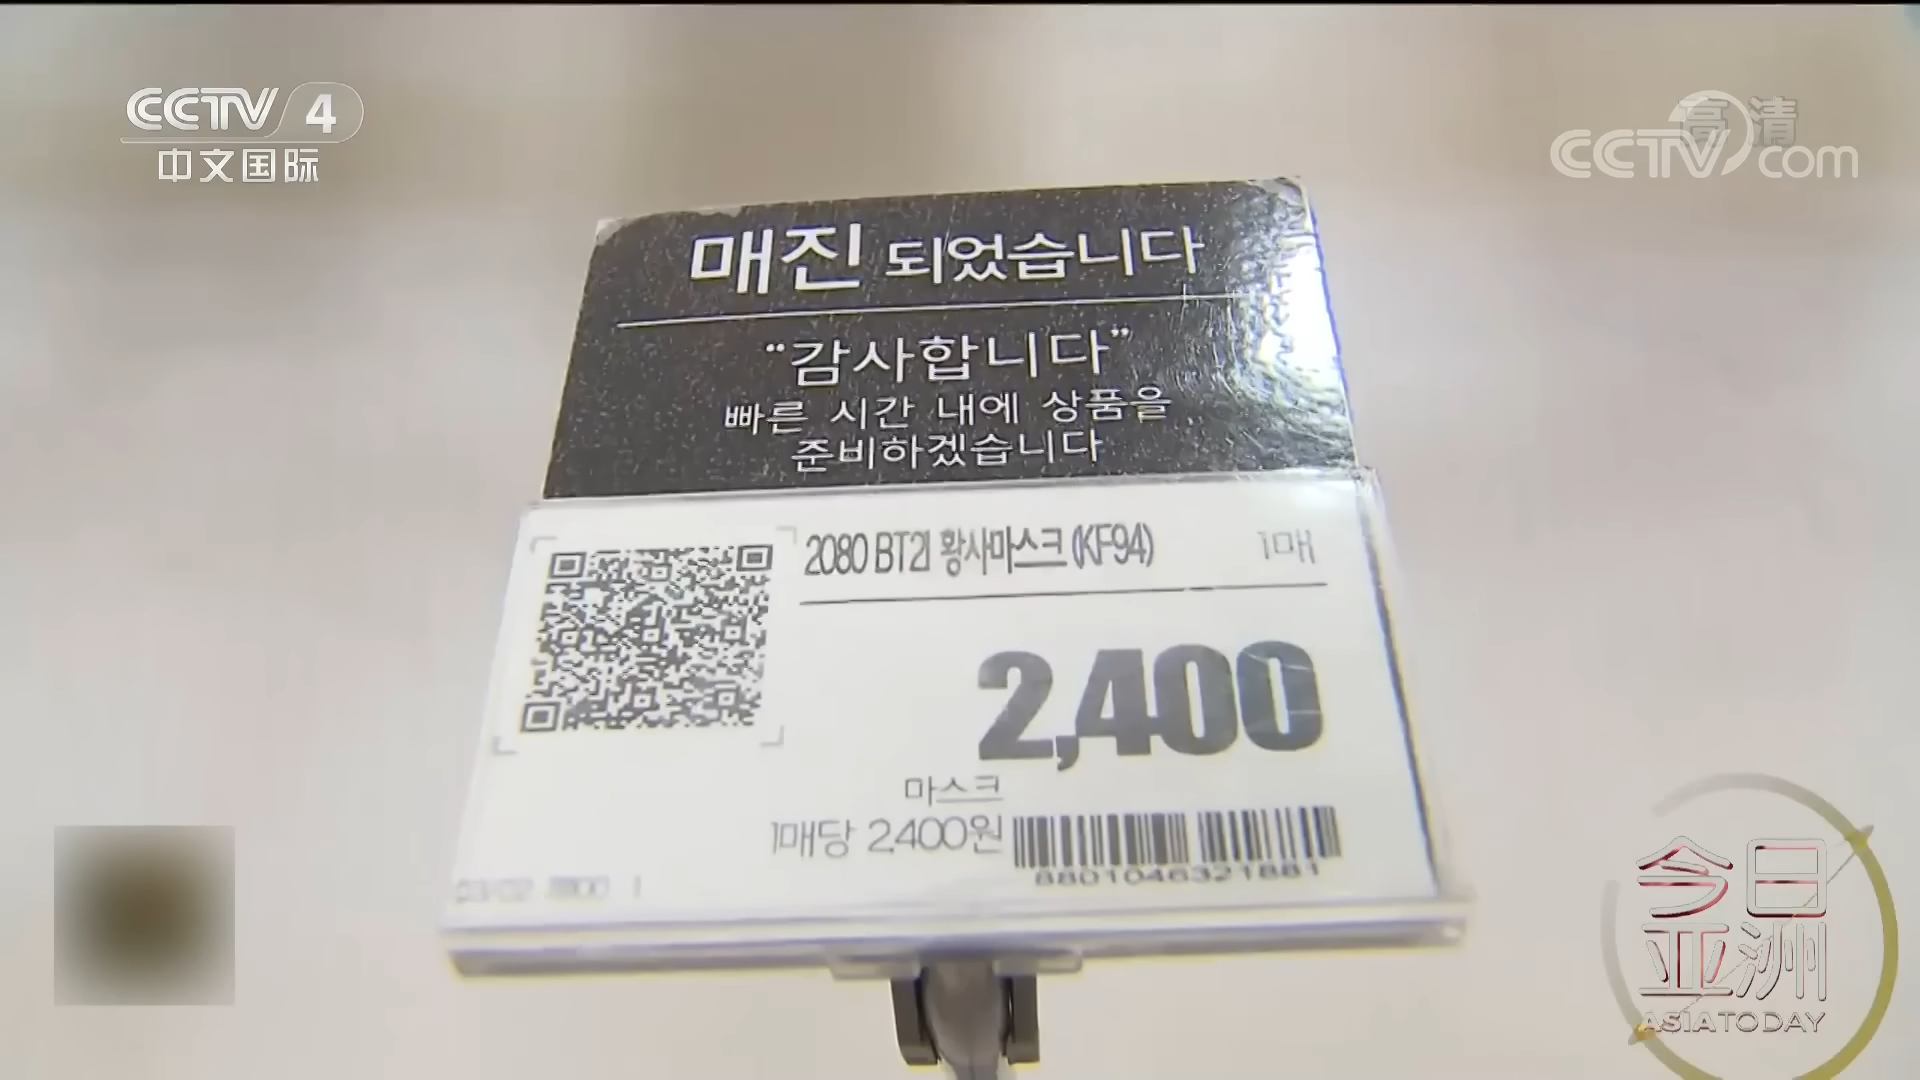 CCTV 4
中文国际
高清
CCTV.com
매진 되었습니다
“감사합니다”
빠른 시간 내에 상품을
준비하겠습니다
2080 BT21 황사마스크 (KF94) 1매
2,400
마스크
1매당 2,400원
8801046321881
今日
亚洲
ASIA TODAY